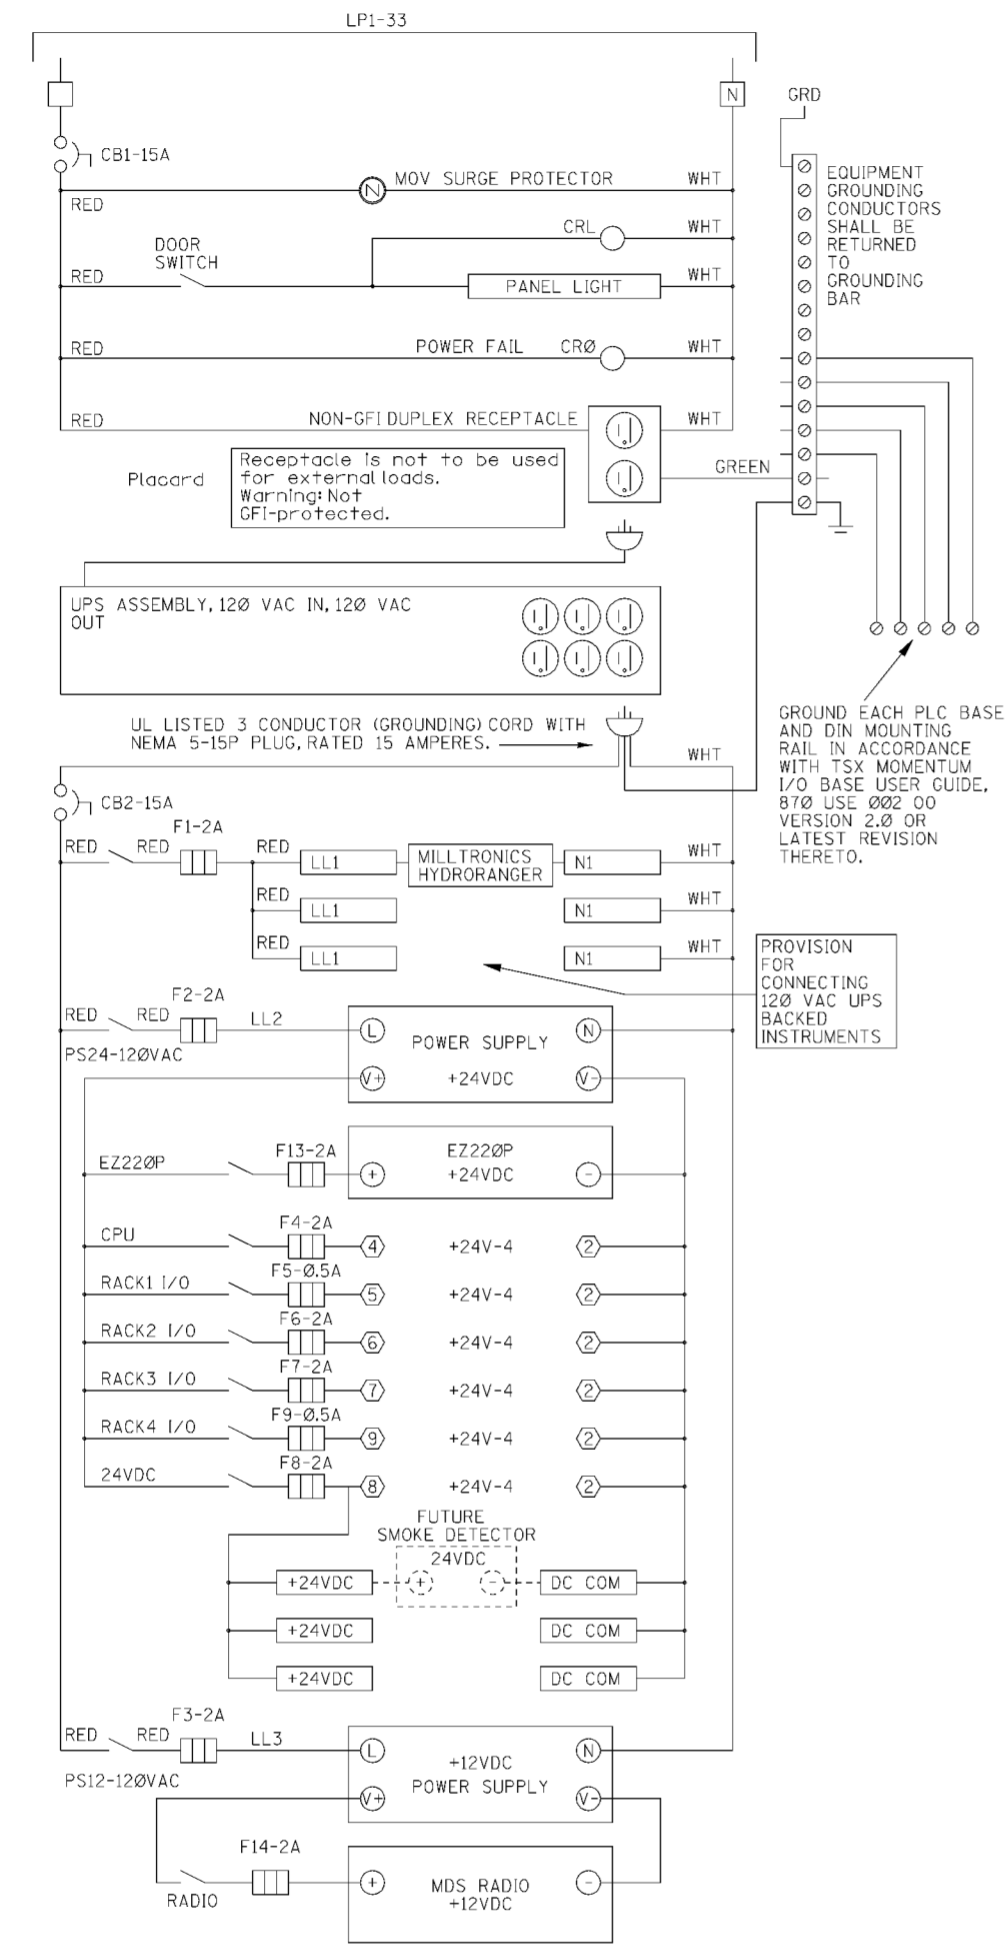 LP1-33
N
GRD
CB1-15A
EQUIPMENT
GROUNDING
CONDUCTORS
SHALL BE
RETURNED
TO
GROUNDING
BAR
N
MOV SURGE PROTECTOR
WHT
RED
CRL
WHT
DOOR
SWITCH
RED
PANEL LIGHT
WHT
RED
POWER FAIL
CRØ
WHT
RED
NON-GFI DUPLEX RECEPTACLE
WHT
Placard
Receptacle is not to be used
for external loads.
Warning: Not
GFI-protected.
GREEN
UPS ASSEMBLY, 12Ø VAC IN, 12Ø VAC
OUT
UL LISTED 3 CONDUCTOR (GROUNDING) CORD WITH
NEMA 5-15P PLUG, RATED 15 AMPERES.
WHT
GROUND EACH PLC BASE
AND DIN MOUNTING
RAIL IN ACCORDANCE
WITH TSX MOMENTUM
I/O BASE USER GUIDE,
87Ø USE ØØ2 OO
VERSION 2.Ø OR
LATEST REVISION
THERETO.
CB2-15A
F1-2A
RED
RED
RED
LL1
MILLTRONICS
HYDRORANGER
N1
WHT
RED
LL1
N1
WHT
RED
LL1
N1
WHT
PROVISION
FOR
CONNECTING
12Ø VAC UPS
BACKED
INSTRUMENTS
F2-2A
RED
RED
LL2
L
POWER SUPPLY
N
PS24-12ØVAC
V+
+24VDC
V-
EZ22ØP
F13-2A
+
EZ22ØP
+24VDC
-
CPU
F4-2A
4
+24V-4
2
RACK1 I/O
F5-Ø.5A
5
+24V-4
2
RACK2 I/O
F6-2A
6
+24V-4
2
RACK3 I/O
F7-2A
7
+24V-4
2
RACK4 I/O
F9-Ø.5A
9
+24V-4
2
24VDC
F8-2A
8
+24V-4
2
FUTURE
SMOKE DETECTOR
24VDC
+24VDC
+
-
DC COM
+24VDC
DC COM
+24VDC
DC COM
F3-2A
RED
RED
LL3
L
+12VDC
POWER SUPPLY
N
PS12-12ØVAC
V+
V-
F14-2A
RADIO
+
MDS RADIO
+12VDC
-